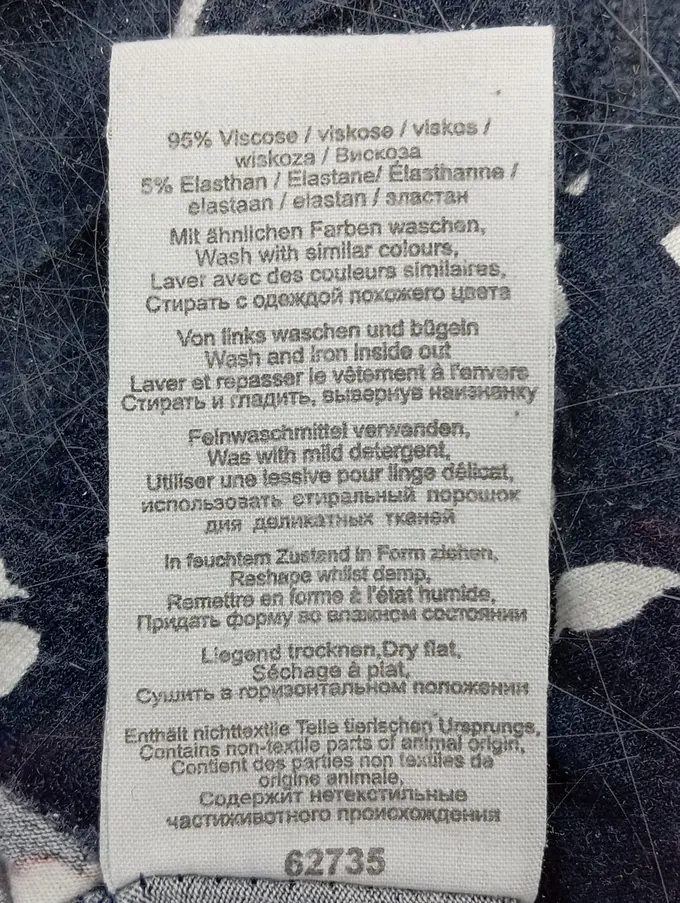 95% Viscose / viskose / viskos /
wiskoza / Вискоза
5% Elasthan / Elastane/ Élasthanne /
elastaan / elastan / эластан
Mit ähnlichen Farben waschen,
Wash with similar colours,
Laver avec des couleurs similaires,
Стирать с одеждой похожего цвета
Von links waschen und bügeln
Wash and Iron inside out
Laver et repasser le vêtement à l'envers
Стирать и гладить, вывернув наизнанку
Feinwaschmittel verwenden,
Was with mild detergent,
Utiliser une lessive pour linge délicat,
использовать стиральный порошок
дия деликатных тканей
In feuchtem Zustand in Form ziehen,
Reshape whilst damp,
Remettre en forme à l'état humide,
Придать форму во влажном состоянии
Liegend trocknen,Dry flat,
Séchage à plat,
Сушить в горизонтальном положении
Enthält nichttextile Teile tierischen Ursprungs,
Contains non-textile parts of animal origin,
Contient des parties non textiles da
origine animale,
Содержит нетекстильные
частиживотного происхождения
62735